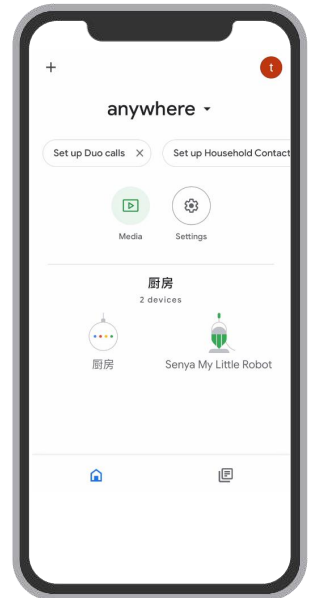 t
anywhere
Set up Duo calls
Set up Household Contact
Media
Settings
厨房
2 devices
厨房
Senya My Little Robot